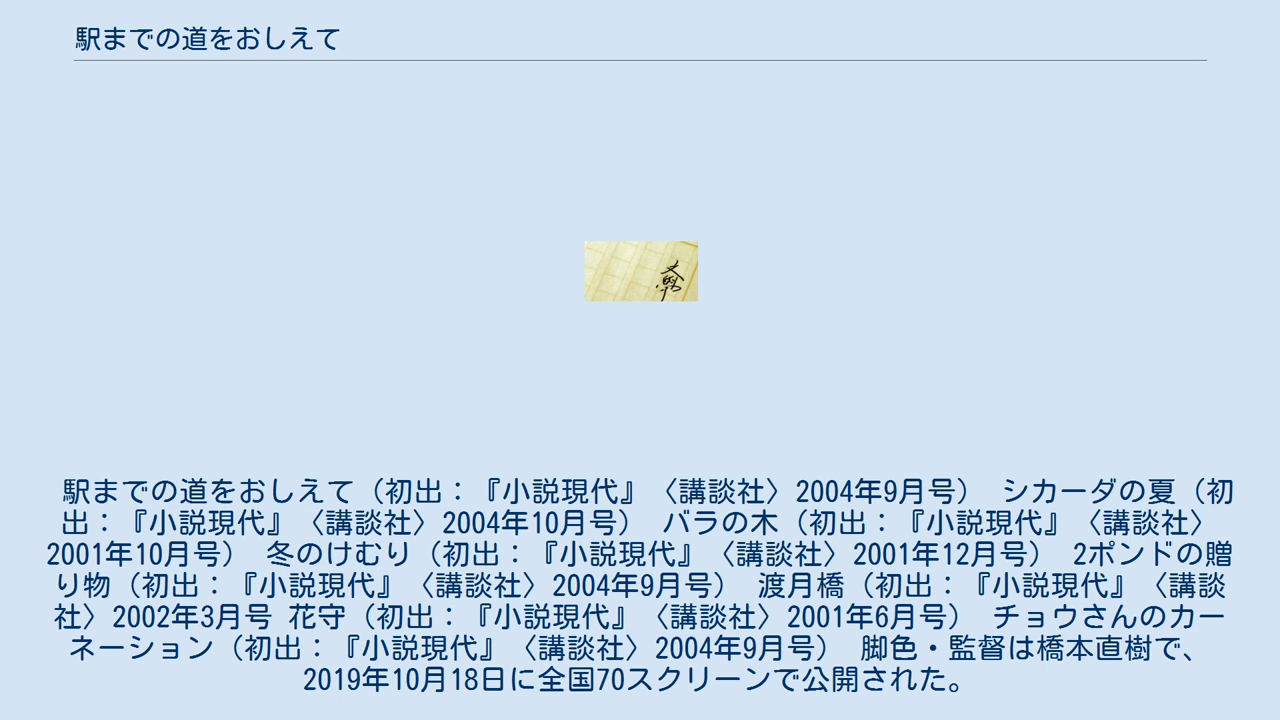 駅までの道をおしえて
駅までの道をおしえて（初出：『小説現代』〈講談社〉2004年9月号）　シカーダの夏（初
出：『小説現代』〈講談社〉2004年10月号）　バラの木（初出：『小説現代』〈講談社〉
2001年10月号）　冬のけむり（初出：『小説現代』〈講談社〉2001年12月号）　2ポンドの贈
り物（初出：『小説現代』〈講談社〉2004年9月号）　渡月橋（初出：『小説現代』〈講談
社〉2002年3月号 花守（初出：『小説現代』〈講談社〉2001年6月号）　チョウさんのカー
ネーション（初出：『小説現代』〈講談社〉2004年9月号）　脚色・監督は橋本直樹で、
2019年10月18日に全国70スクリーンで公開された。